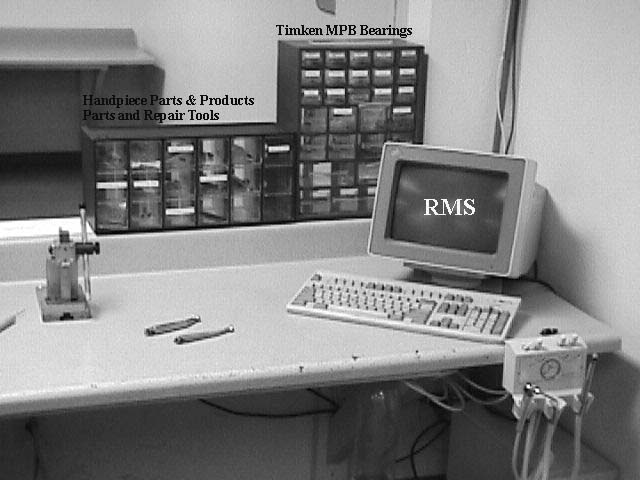 Timken MPB Bearings
Handpiece Parts & Products
Parts and Repair Tools
RMS